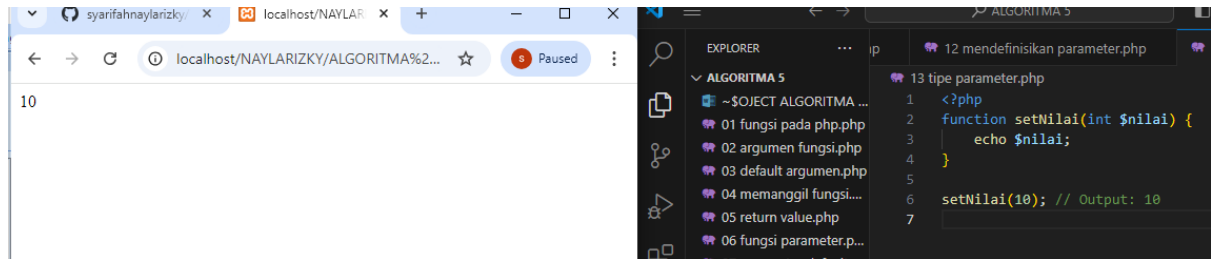 syarifahnaylarizky/
localhost/NAYLAR
localhost/NAYLARIZKY/ALGORITMA%2...
s
Paused
10
ALGORITMA 5
EXPLORER
12 mendefinisikan parameter.php
ALGORITMA 5
~$OJECT ALGORITMA ...
01 fungsi pada php.php
02 argumen fungsi.php
03 default argumen.php
04 memanggil fungsi....
05 return value.php
06 fungsi parameter.p...
13 tipe parameter.php
1 <?php
2 function setNilai(int $nilai) {
3 echo $nilai;
4 }
5
6 setNilai(10); // Output: 10
7